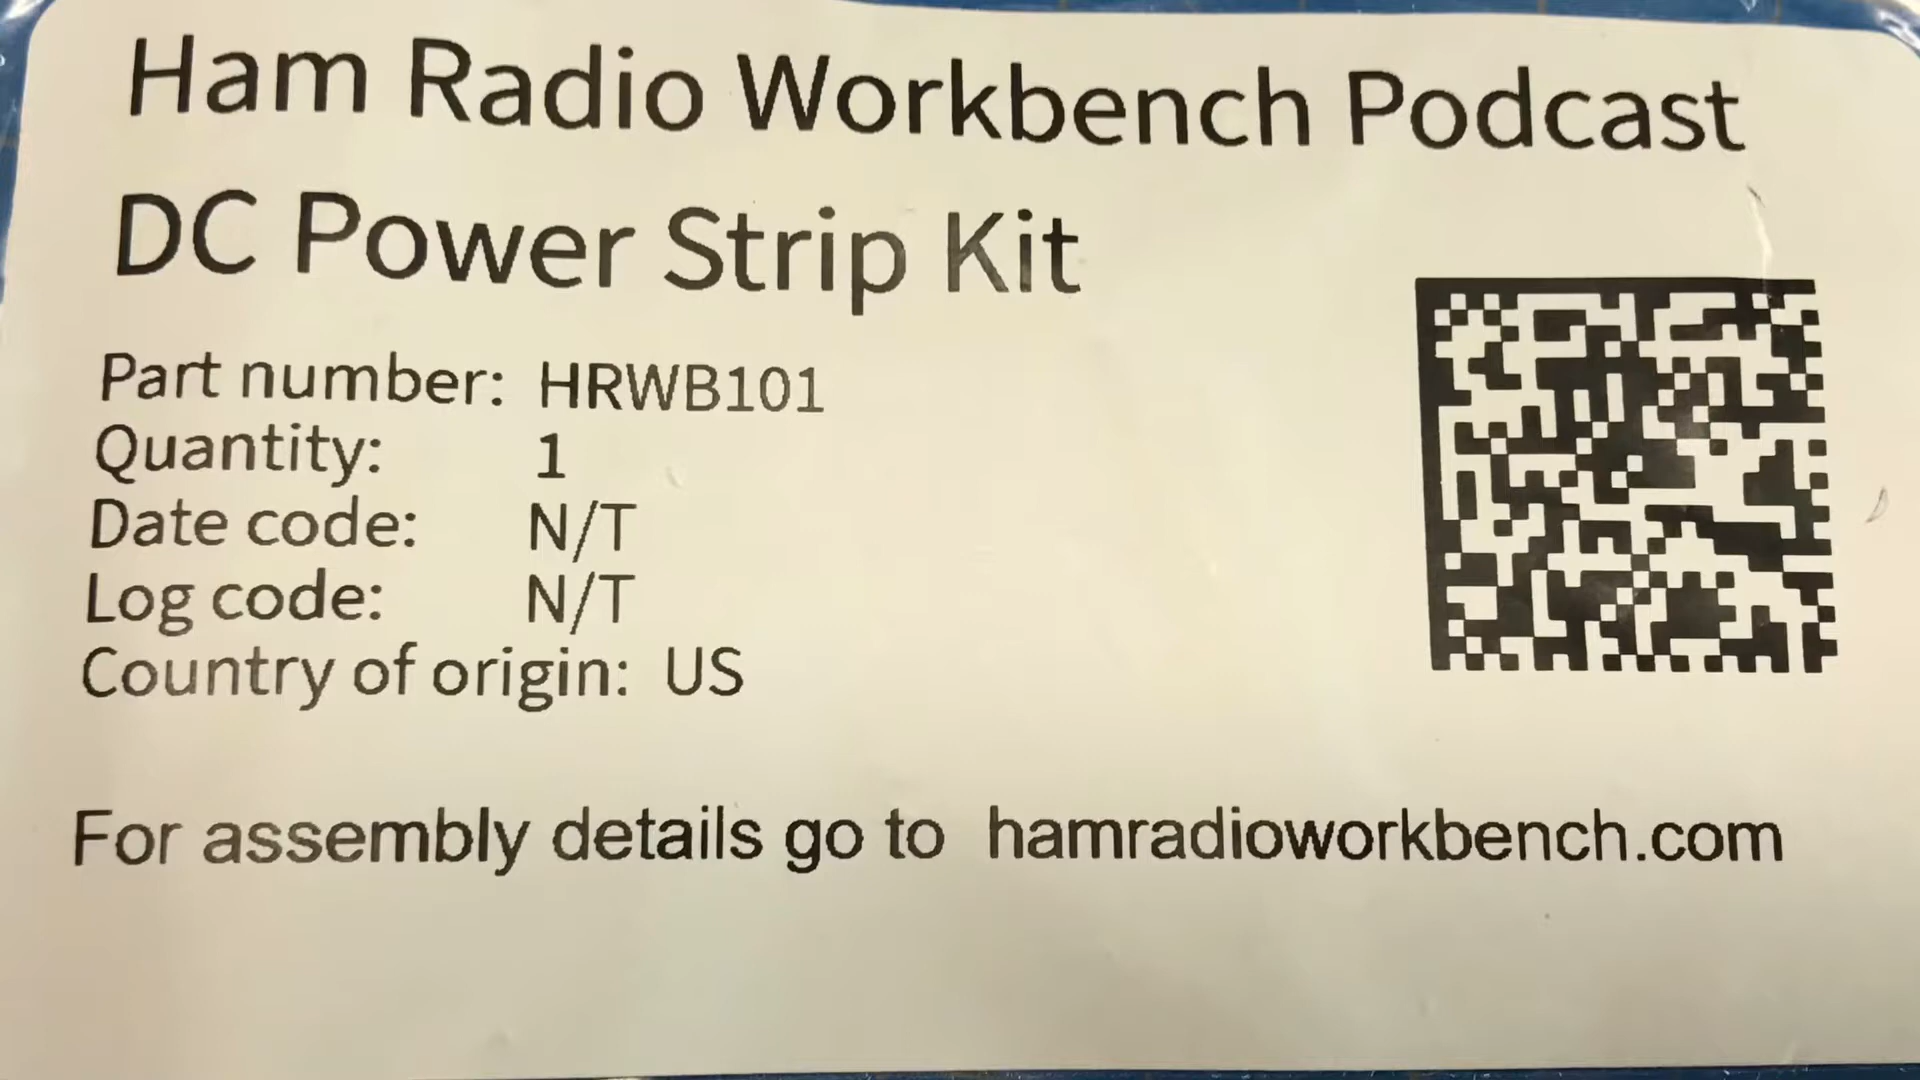 Ham Radio Workbench Podcast
DC Power Strip Kit
Part number: HRWB101
Quantity: 1
Date code: N/T
Log code: N/T
Country of origin: US
For assembly details go to hamradioworkbench.com